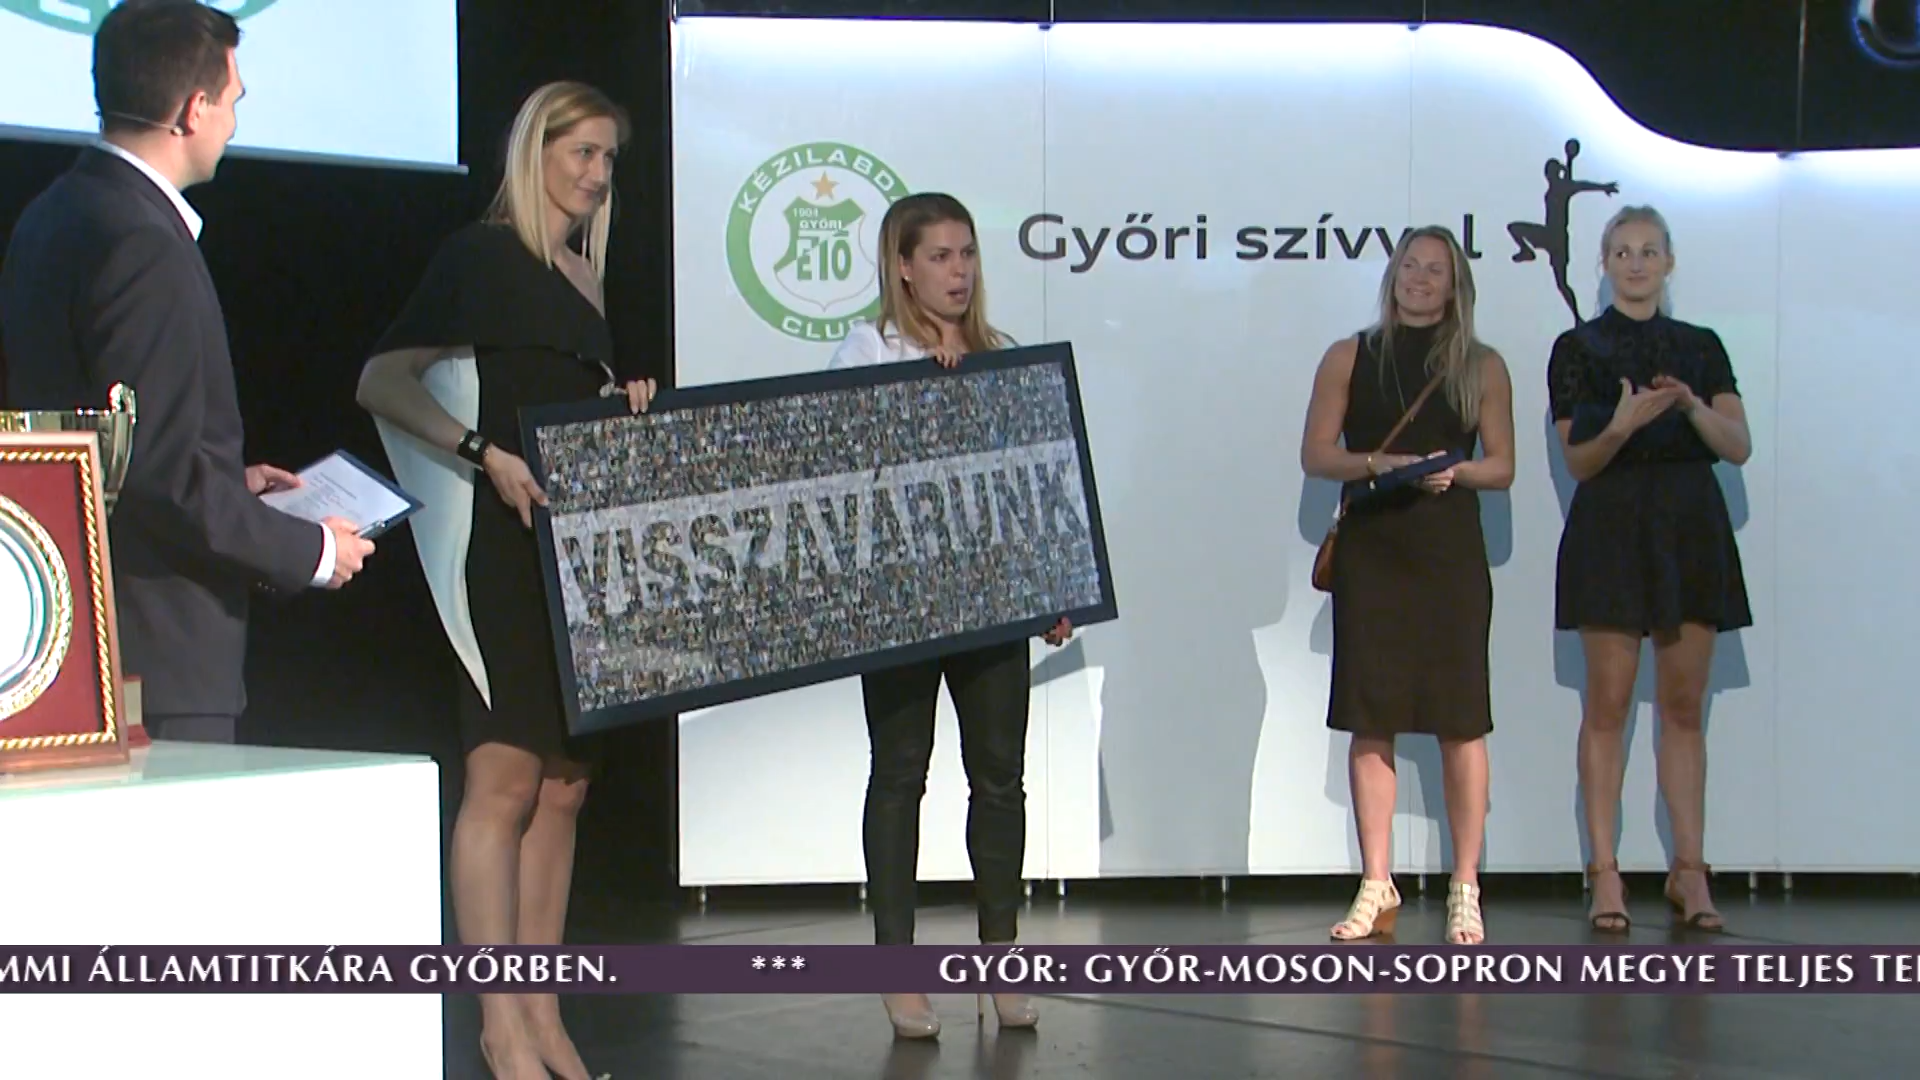 KÉZILABDA
1904
GYŐRI
ETO
CLUB
Győri szívvel
VISSZAVÁRUNK
MMI ÁLLAMTITKÁRA GYŐRBEN. *** GYŐR: GYŐR-MOSON-SOPRON MEGYE TELJES TE